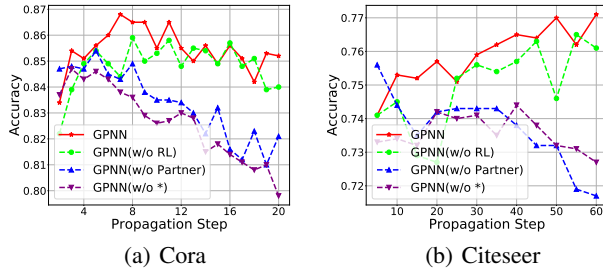 0.87
0.86
0.85
0.84
0.83
0.82
0.81
0.80
Accuracy
GPNN
GPNN(w/o RL)
GPNN(w/o Partner)
GPNN(w/o *)
4 8 12 16 20
Propagation Step
(a) Cora
0.77
0.76
0.75
0.74
0.73
0.72
Accuracy
GPNN
GPNN(w/o RL)
GPNN(w/o Partner)
GPNN(w/o *)
10 20 30 40 50 60
Propagation Step
(b) Citeseer